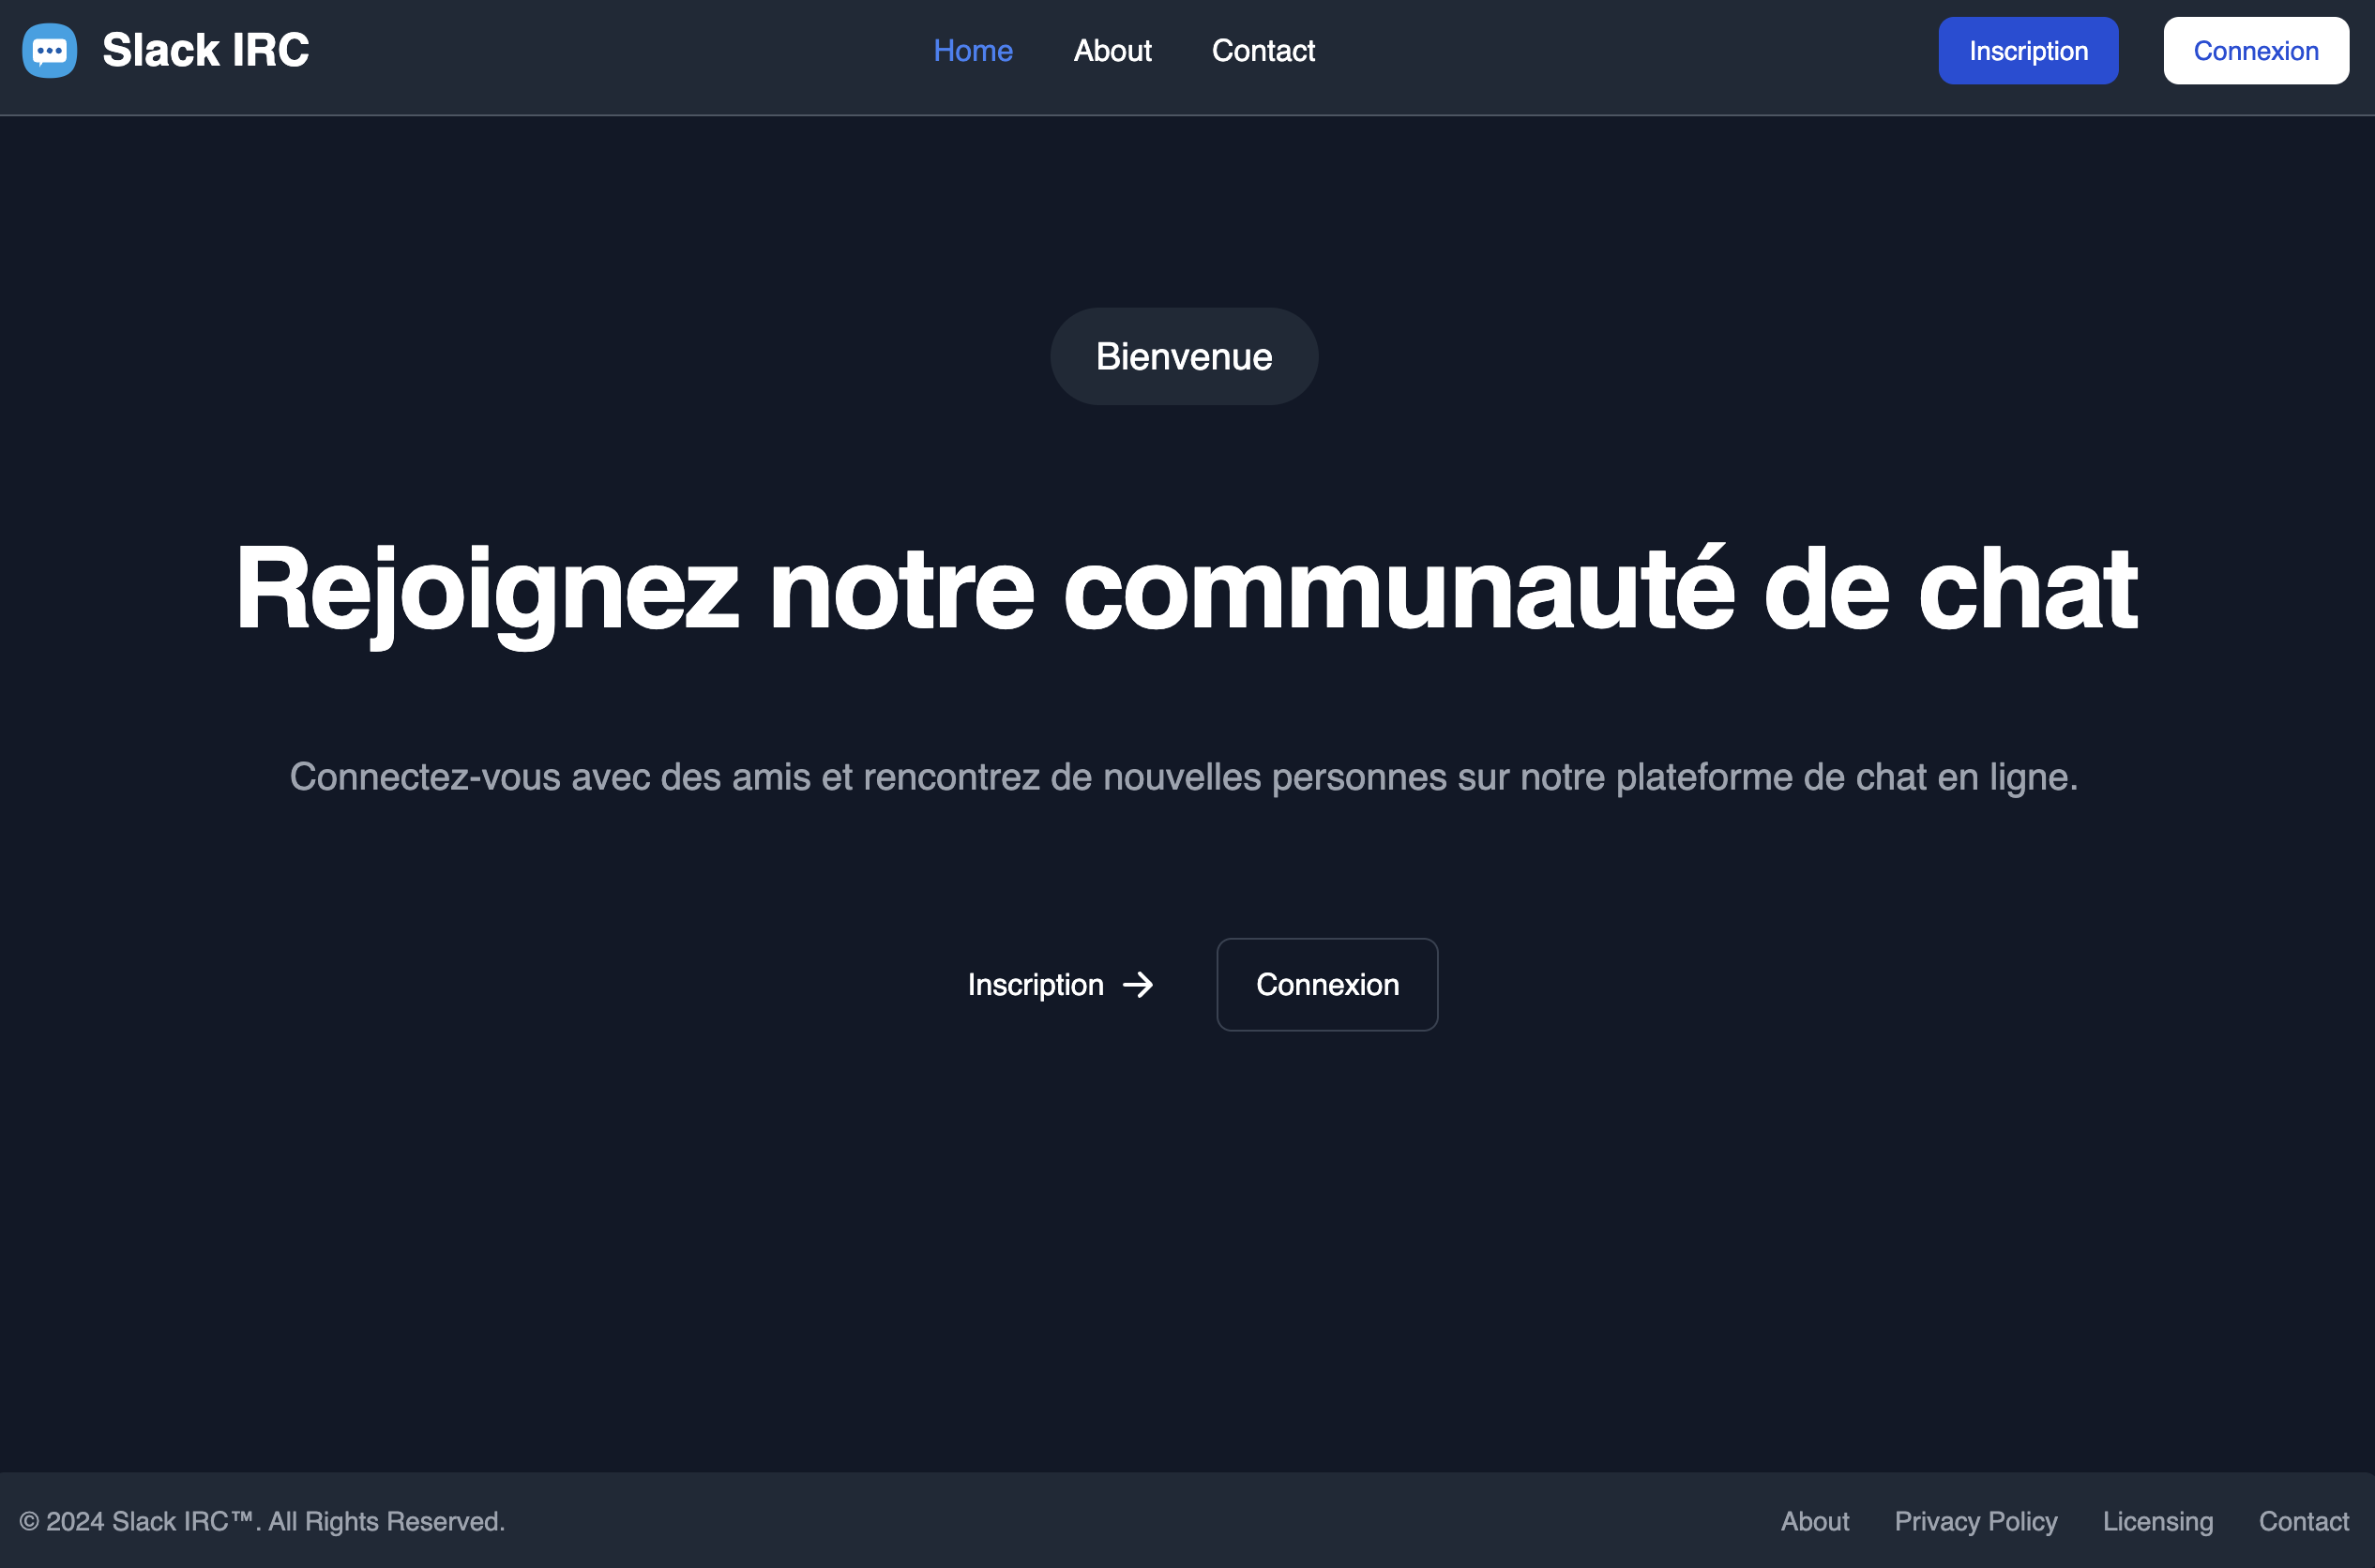 Slack IRC
Home About Contact
Inscription Connexion
Bienvenue
Rejoignez notre communauté de chat
Connectez-vous avec des amis et rencontrez de nouvelles personnes sur notre plateforme de chat en ligne.
Inscription → Connexion
© 2024 Slack IRC™. All Rights Reserved.
About Privacy Policy Licensing Contact